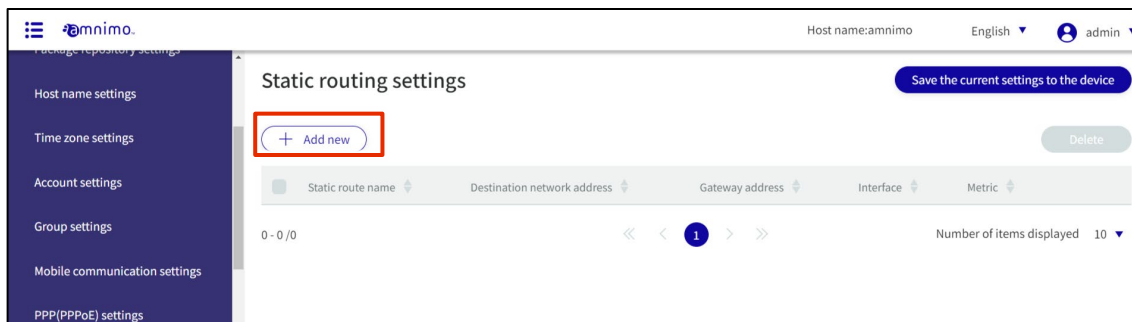 amnimo
Host name:amnimo
English
admin
Package repository settings
Host name settings
Time zone settings
Account settings
Group settings
Mobile communication settings
PPP(PPPoE) settings
Static routing settings
Save the current settings to the device
+ Add new
Delete
Static route name
Destination network address
Gateway address
Interface
Metric
0 - 0 /0
1
Number of items displayed 10